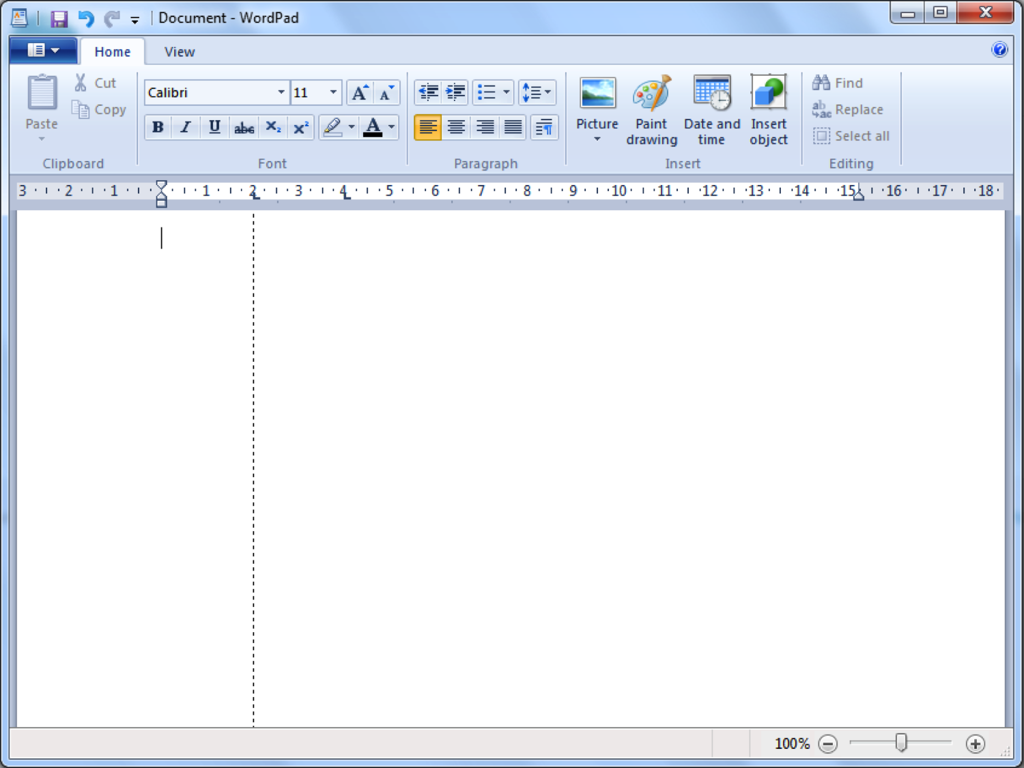 Document - WordPad
Home View
Paste
Cut
Copy
Clipboard
Calibri 11
A A
B I U abc X₂ X² A
Font
Paragraph
Picture
Paint drawing
Date and time
Insert object
Insert
Find
Replace
Select all
Editing
3 2 1 1 2 3 4 5 6 7 8 9 10 11 12 13 14 15 16 17 18
100%